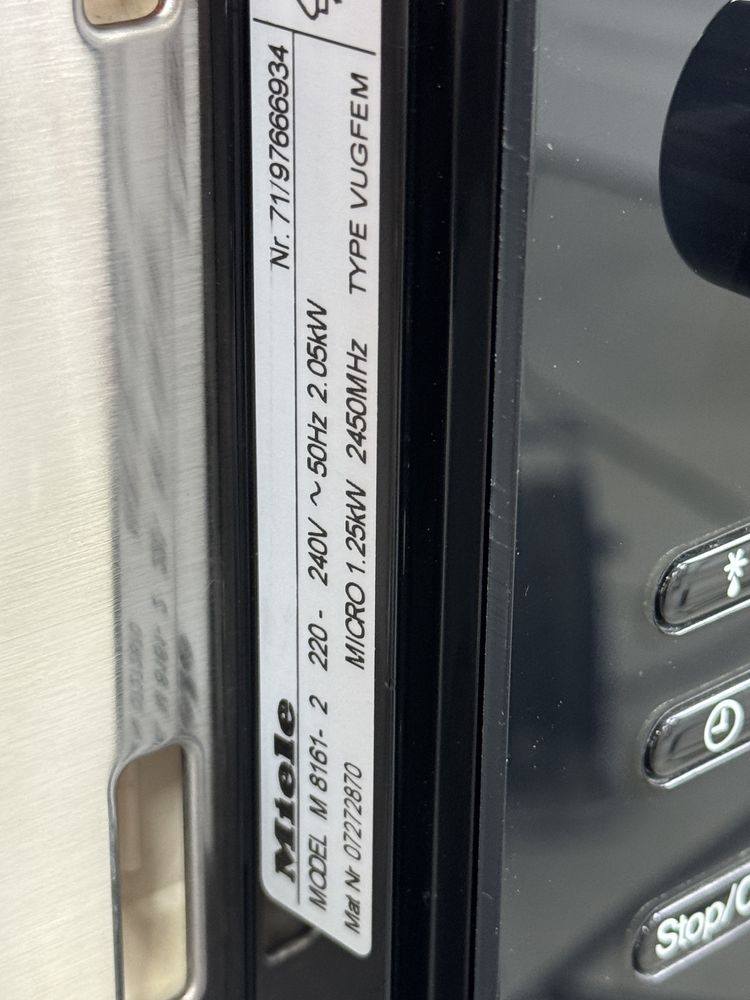 Miele
Nr. 71/97666934
MODEL M 8161- 2 220 - 240V ~ 50Hz 2.05kW
Mat Nr 07272870 MICRO 1.25kW 2450MHz TYPE VUGFEM
Stop/